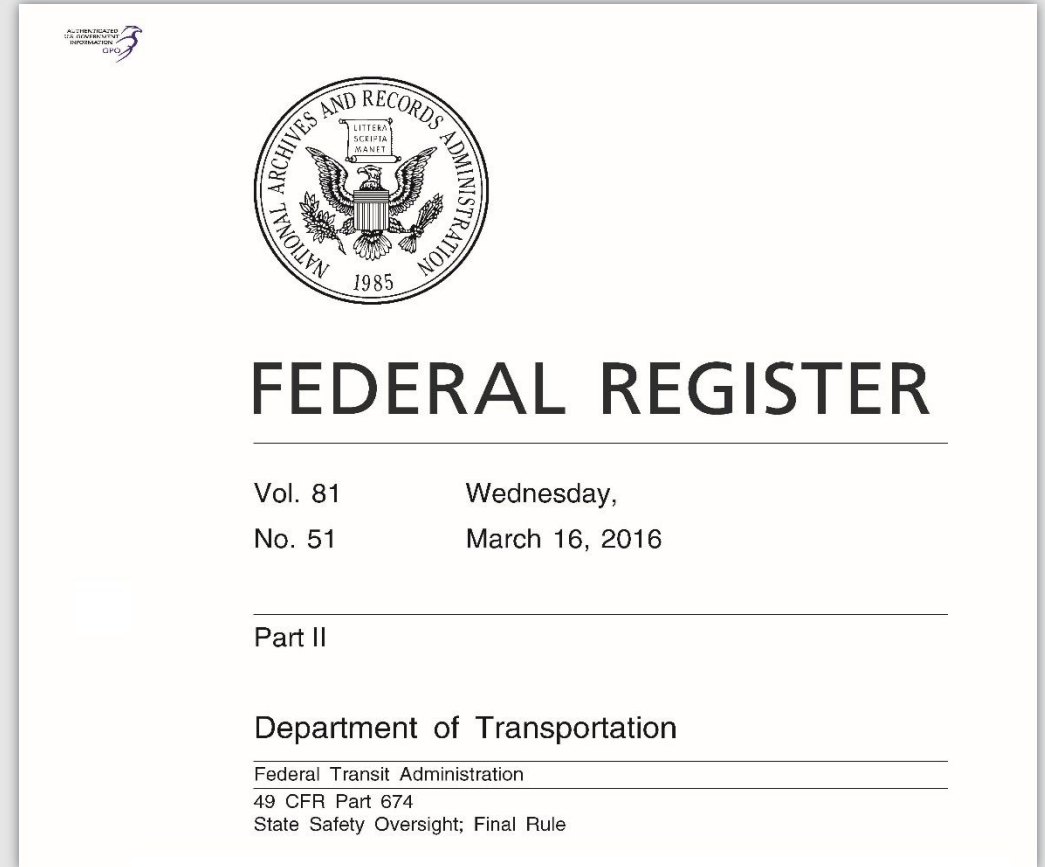 AUTHENTICATED
U.S. GOVERNMENT
INFORMATION
GPO
NATIONAL ARCHIVES AND RECORDS ADMINISTRATION
LITTERA
SCRIPTA
MANET
1985
FEDERAL REGISTER
Vol. 81 Wednesday,
No. 51 March 16, 2016
Part II
Department of Transportation
Federal Transit Administration
49 CFR Part 674
State Safety Oversight; Final Rule